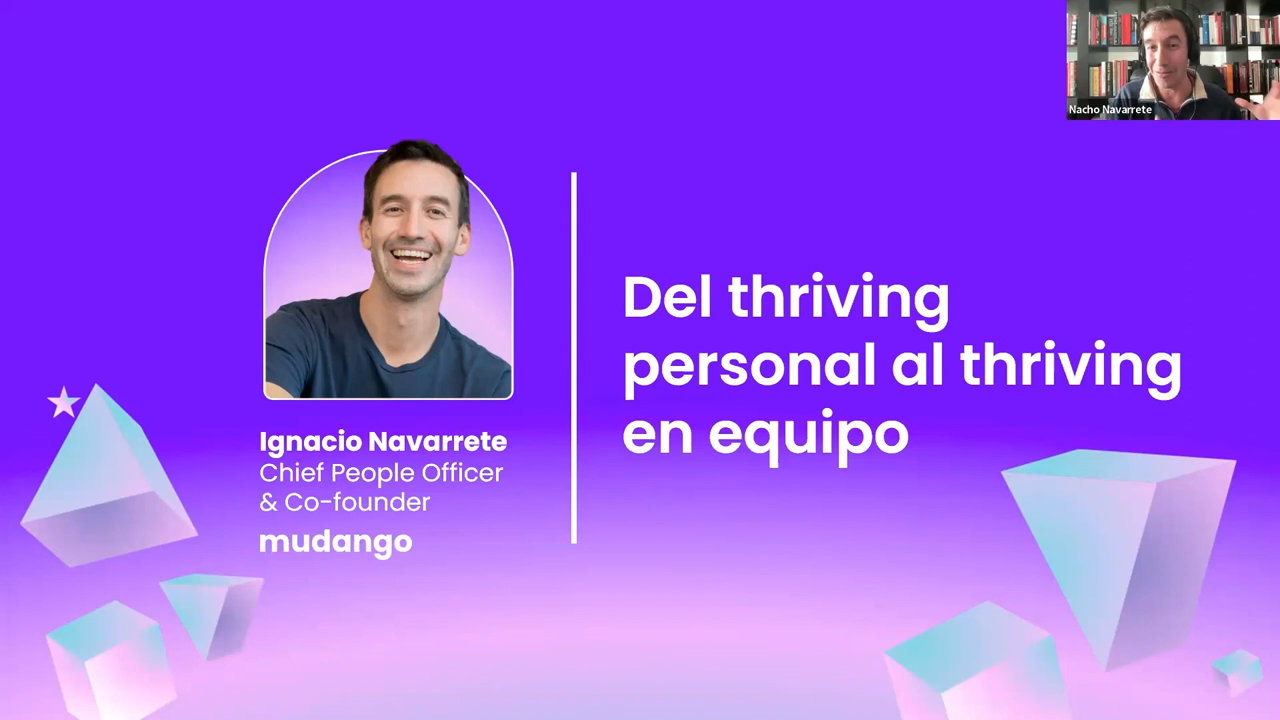 Nacho Navarrete
Del thriving
personal al thriving
en equipo
Ignacio Navarrete
Chief People Officer
& Co-founder
mudango